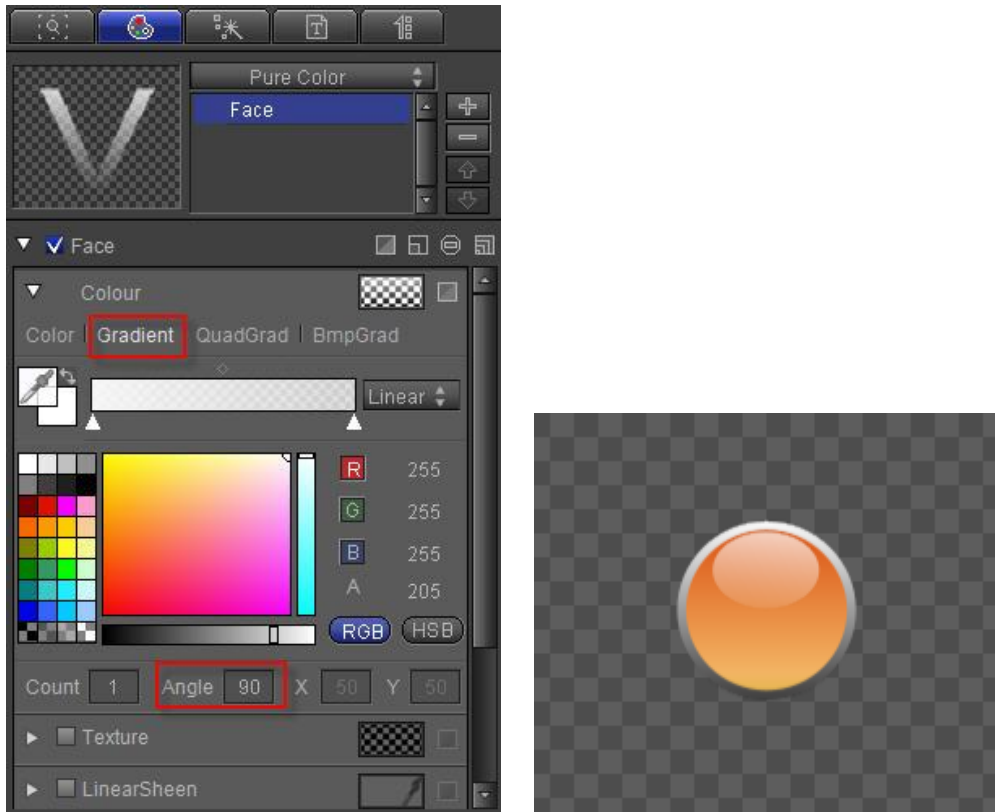 Pure Color
Face
Face
Colour
Color Gradient QuadGrad BmpGrad
Linear
R 255
G 255
B 255
A 205
RGB HSB
Count 1 Angle 90 X 50 Y 50
Texture
LinearSheen